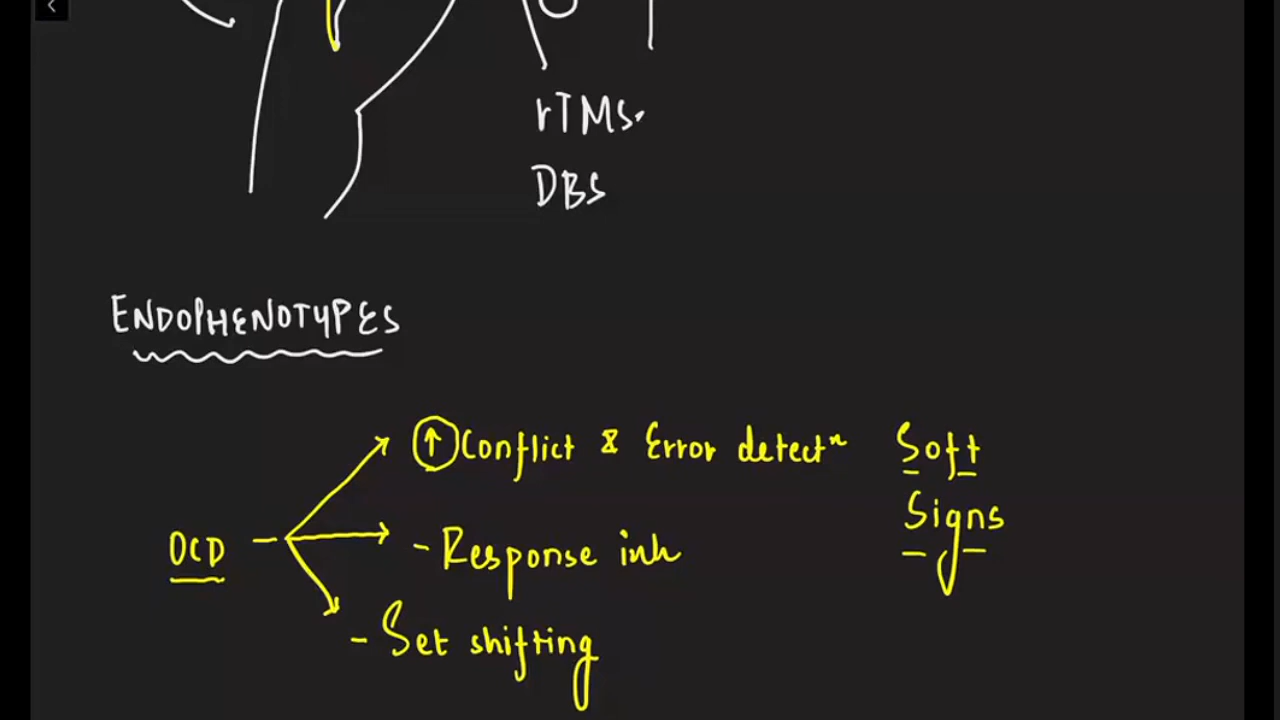 rTMS.
DBS
ENDOPHENOTYPES
↑ Conflict & Error detectⁿ Soft
Signs
OCD - - Response inh
- Set shifting